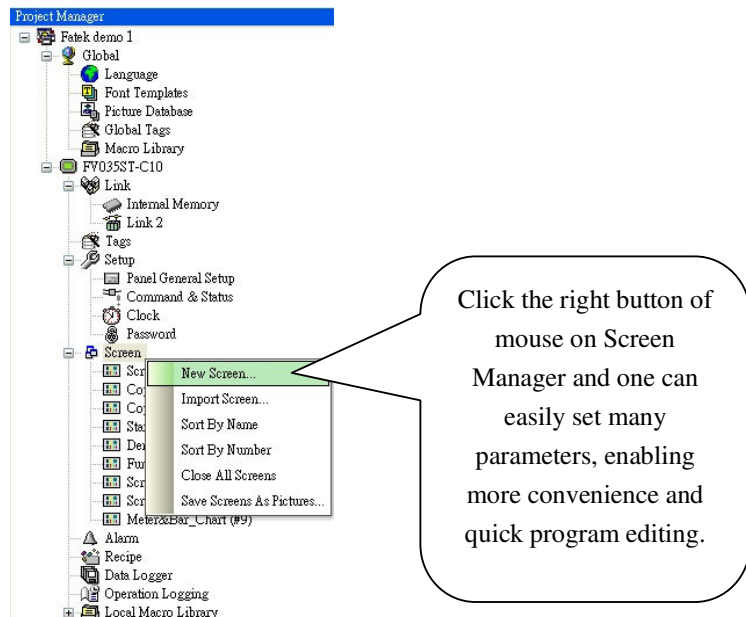 Project Manager
Fatek demo 1
Global
Language
Font Templates
Picture Database
Global Tags
Macro Library
FV035ST-C10
Link
Internal Memory
Link 2
Tags
Setup
Panel General Setup
Command & Status
Clock
Password
Screen
New Screen...
Import Screen...
Sort By Name
Sort By Number
Close All Screens
Save Screens As Pictures...
Meter&Bar_Chart (#9)
Alarm
Recipe
Data Logger
Operation Logging
Local Macro Library
Click the right button of
mouse on Screen
Manager and one can
easily set many
parameters, enabling
more convenience and
quick program editing.